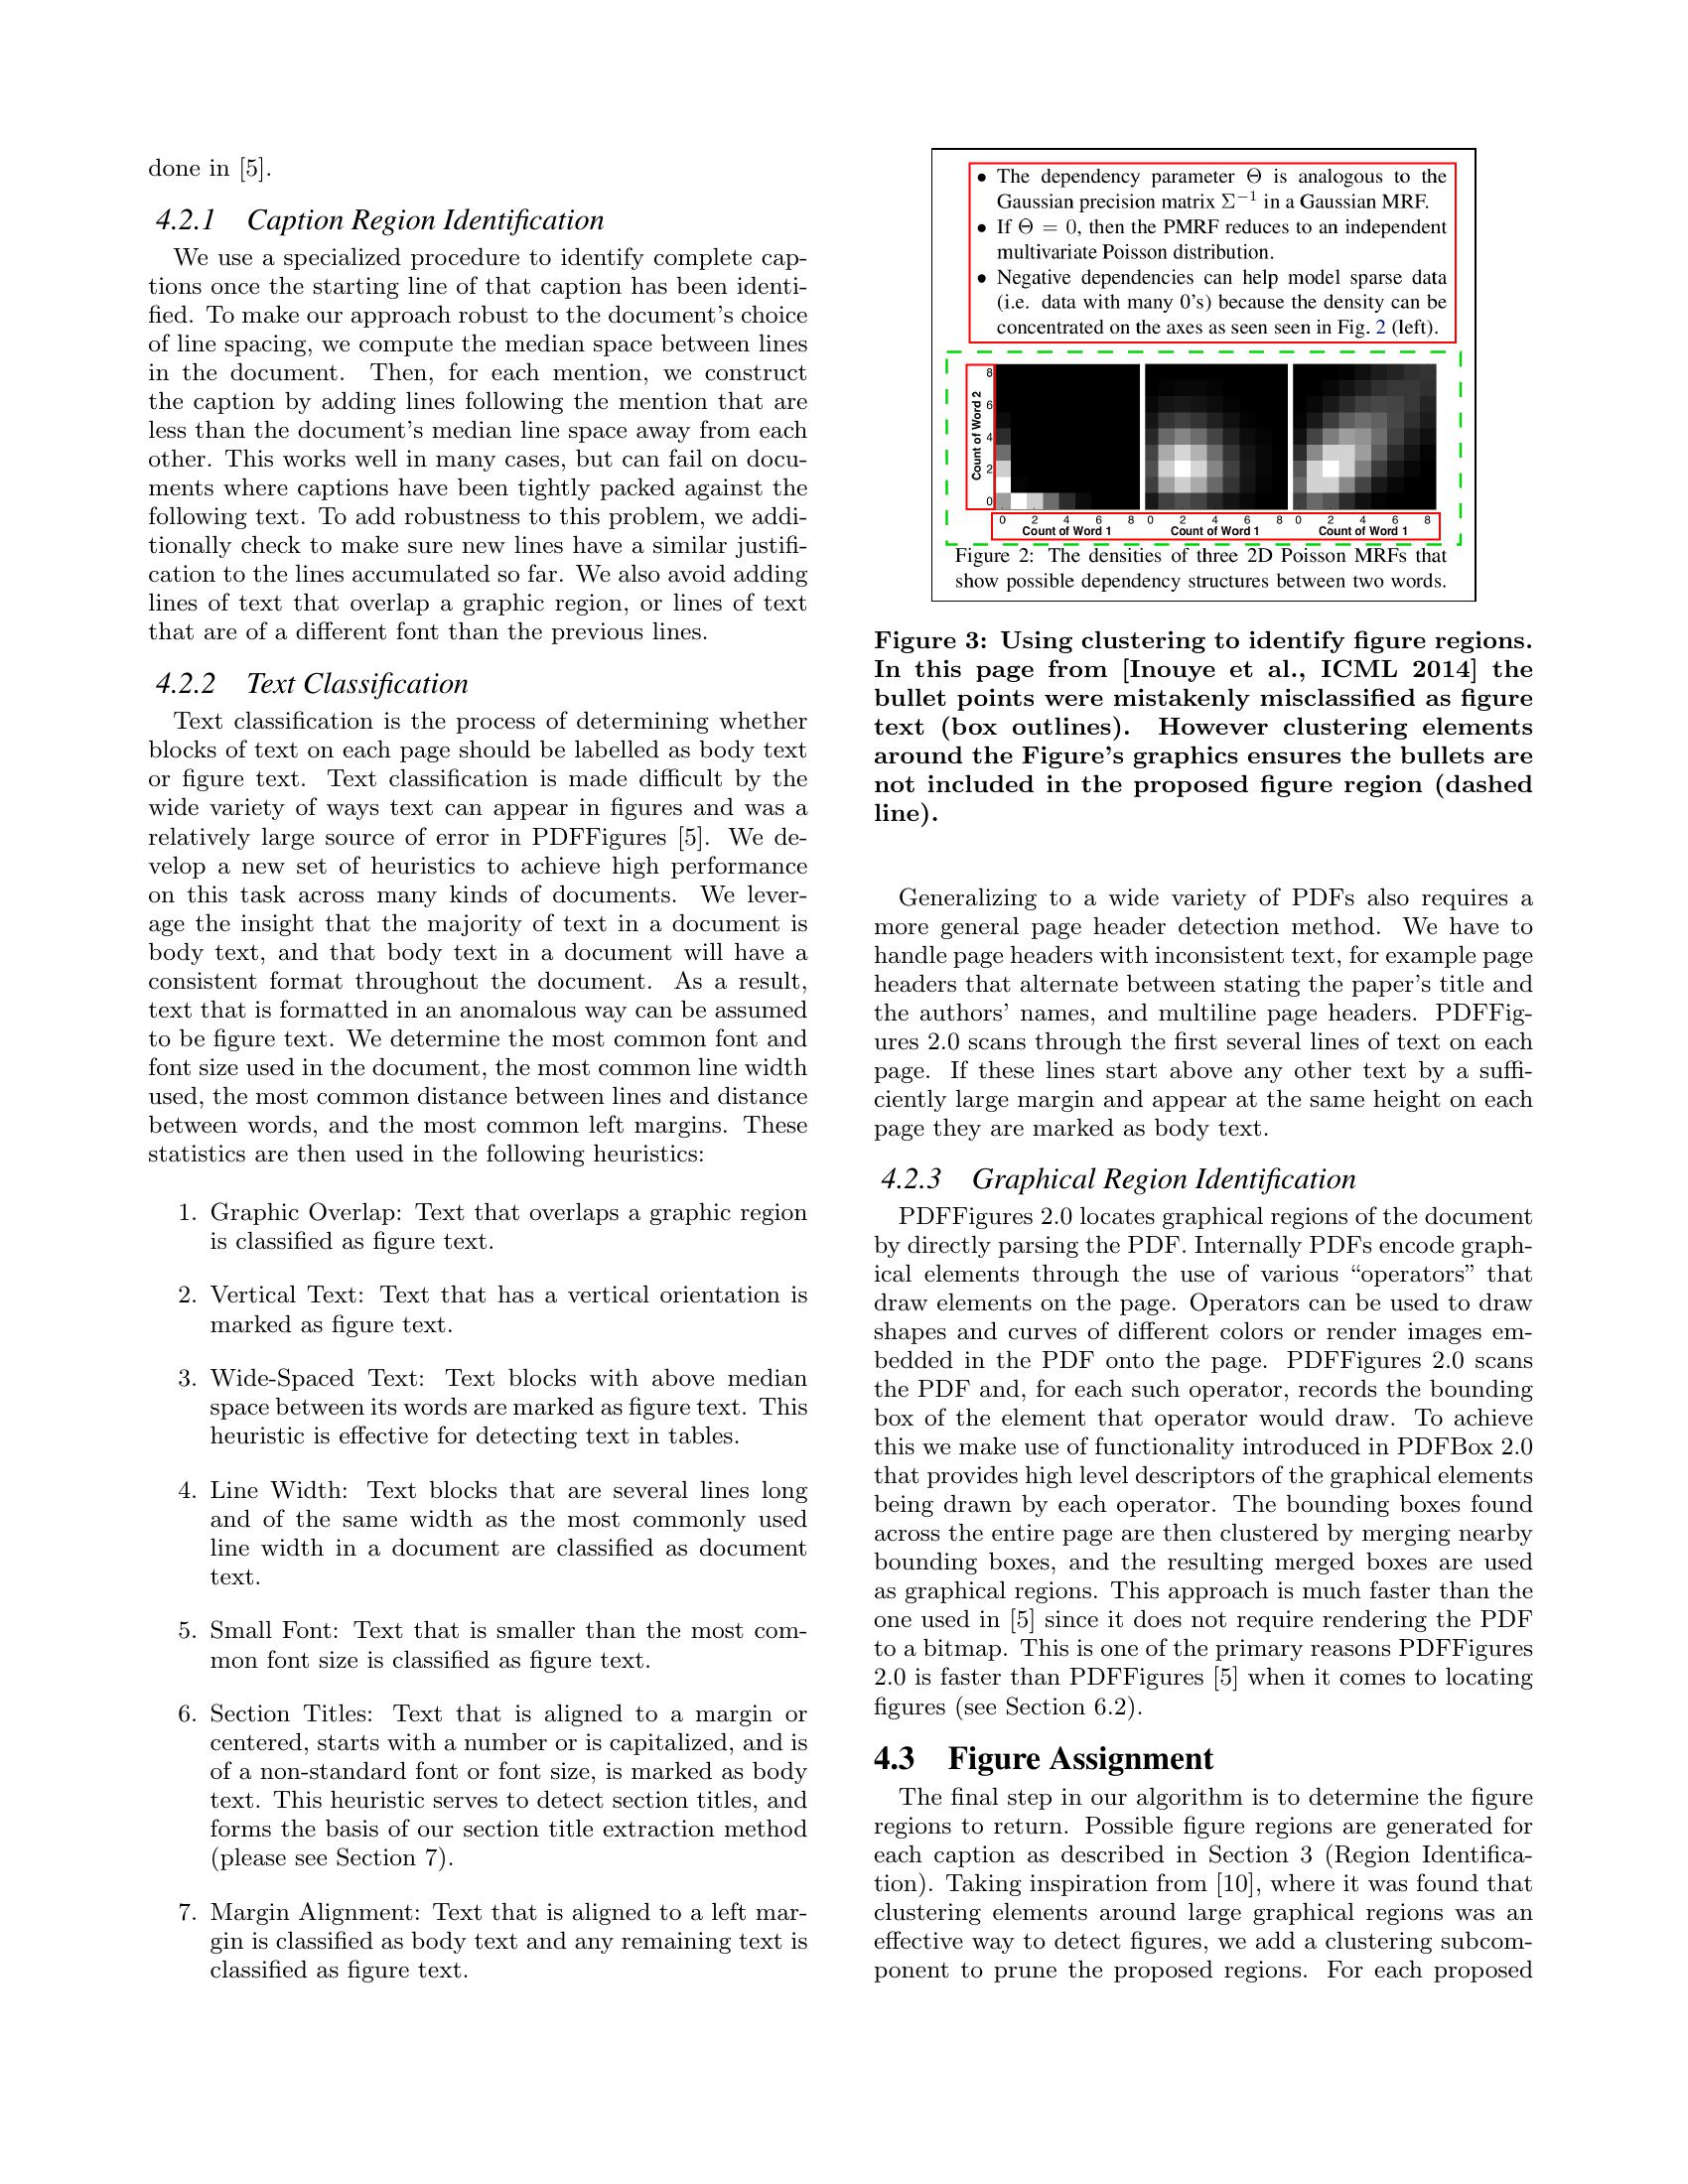 done in [5].
4.2.1 Caption Region Identification
We use a specialized procedure to identify complete cap-
tions once the starting line of that caption has been identi-
fied. To make our approach robust to the document's choice
of line spacing, we compute the median space between lines
in the document. Then, for each mention, we construct
the caption by adding lines following the mention that are
less than the document's median line space away from each
other. This works well in many cases, but can fail on docu-
ments where captions have been tightly packed against the
following text. To add robustness to this problem, we addi-
tionally check to make sure new lines have a similar justifi-
cation to the lines accumulated so far. We also avoid adding
lines of text that overlap a graphic region, or lines of text
that are of a different font than the previous lines.
4.2.2 Text Classification
Text classification is the process of determining whether
blocks of text on each page should be labelled as body text
or figure text. Text classification is made difficult by the
wide variety of ways text can appear in figures and was a
relatively large source of error in PDFFigures [5]. We de-
velop a new set of heuristics to achieve high performance
on this task across many kinds of documents. We lever-
age the insight that the majority of text in a document is
body text, and that body text in a document will have a
consistent format throughout the document. As a result,
text that is formatted in an anomalous way can be assumed
to be figure text. We determine the most common font and
font size used in the document, the most common line width
used, the most common distance between lines and distance
between words, and the most common left margins. These
statistics are then used in the following heuristics:
1. Graphic Overlap: Text that overlaps a graphic region
is classified as figure text.
2. Vertical Text: Text that has a vertical orientation is
marked as figure text.
3. Wide-Spaced Text: Text blocks with above median
space between its words are marked as figure text. This
heuristic is effective for detecting text in tables.
4. Line Width: Text blocks that are several lines long
and of the same width as the most commonly used
line width in a document are classified as document
text.
5. Small Font: Text that is smaller than the most com-
mon font size is classified as figure text.
6. Section Titles: Text that is aligned to a margin or
centered, starts with a number or is capitalized, and is
of a non-standard font or font size, is marked as body
text. This heuristic serves to detect section titles, and
forms the basis of our section title extraction method
(please see Section 7).
7. Margin Alignment: Text that is aligned to a left mar-
gin is classified as body text and any remaining text is
classified as figure text.
• The dependency parameter Θ is analogous to the
Gaussian precision matrix Σ⁻¹ in a Gaussian MRF.
• If Θ = 0, then the PMRF reduces to an independent
multivariate Poisson distribution.
• Negative dependencies can help model sparse data
(i.e. data with many 0's) because the density can be
concentrated on the axes as seen seen in Fig. 2 (left).
Count of Word 2
8
6
4
2
0
0 2 4 6 8 0 2 4 6 8 0 2 4 6 8
Count of Word 1 Count of Word 1 Count of Word 1
Figure 2: The densities of three 2D Poisson MRFs that
show possible dependency structures between two words.
Figure 3: Using clustering to identify figure regions.
In this page from [Inouye et al., ICML 2014] the
bullet points were mistakenly misclassified as figure
text (box outlines). However clustering elements
around the Figure's graphics ensures the bullets are
not included in the proposed figure region (dashed
line).
Generalizing to a wide variety of PDFs also requires a
more general page header detection method. We have to
handle page headers with inconsistent text, for example page
headers that alternate between stating the paper's title and
the authors' names, and multiline page headers. PDFFig-
ures 2.0 scans through the first several lines of text on each
page. If these lines start above any other text by a suffi-
ciently large margin and appear at the same height on each
page they are marked as body text.
4.2.3 Graphical Region Identification
PDFFigures 2.0 locates graphical regions of the document
by directly parsing the PDF. Internally PDFs encode graph-
ical elements through the use of various “operators” that
draw elements on the page. Operators can be used to draw
shapes and curves of different colors or render images em-
bedded in the PDF onto the page. PDFFigures 2.0 scans
the PDF and, for each such operator, records the bounding
box of the element that operator would draw. To achieve
this we make use of functionality introduced in PDFBox 2.0
that provides high level descriptors of the graphical elements
being drawn by each operator. The bounding boxes found
across the entire page are then clustered by merging nearby
bounding boxes, and the resulting merged boxes are used
as graphical regions. This approach is much faster than the
one used in [5] since it does not require rendering the PDF
to a bitmap. This is one of the primary reasons PDFFigures
2.0 is faster than PDFFigures [5] when it comes to locating
figures (see Section 6.2).
4.3 Figure Assignment
The final step in our algorithm is to determine the figure
regions to return. Possible figure regions are generated for
each caption as described in Section 3 (Region Identifica-
tion). Taking inspiration from [10], where it was found that
clustering elements around large graphical regions was an
effective way to detect figures, we add a clustering subcom-
ponent to prune the proposed regions. For each proposed